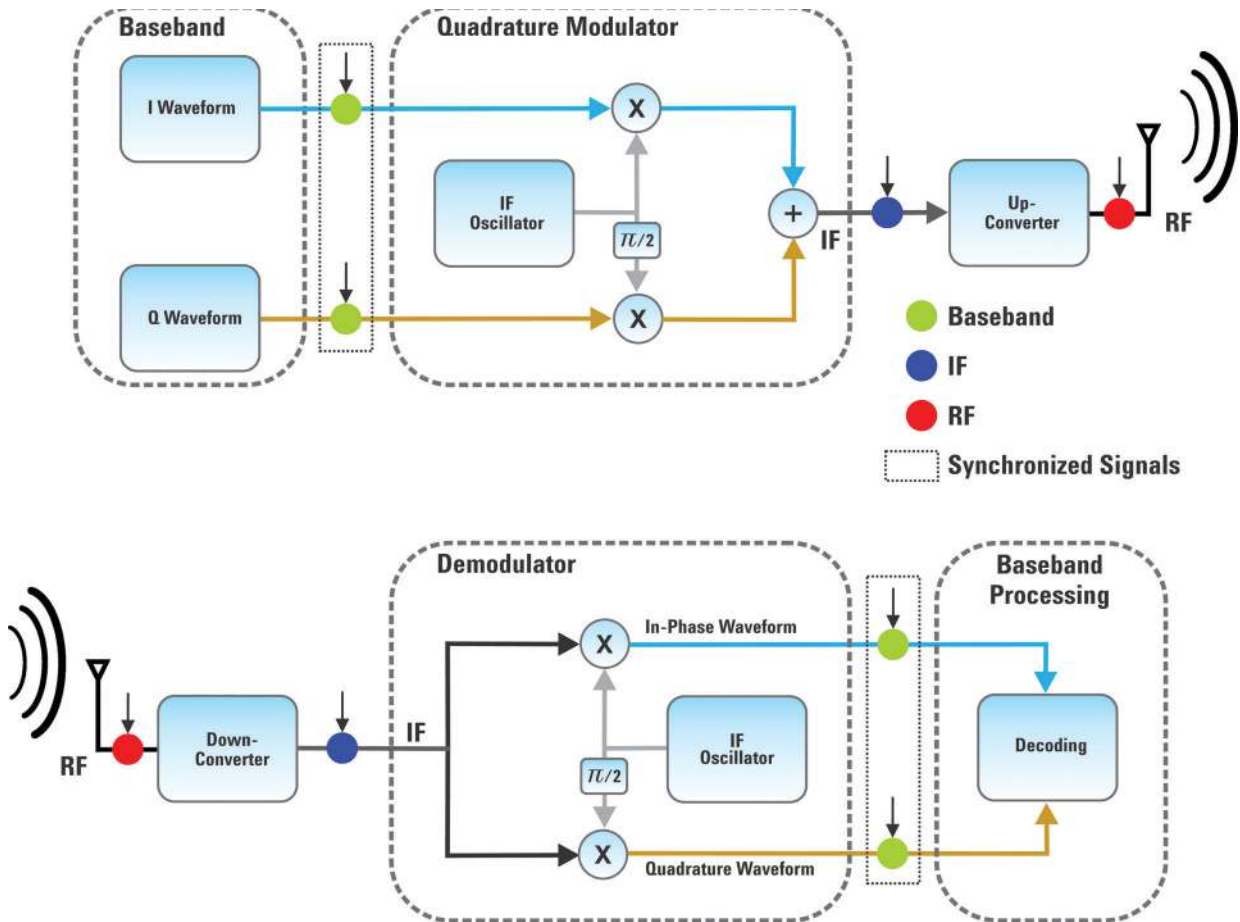 Baseband
Quadrature Modulator
I Waveform
X
IF
Oscillator
π/2
+
IF
Up-
Converter
RF
Q Waveform
X
Baseband
IF
RF
Synchronized Signals
Demodulator
Baseband
Processing
X
In-Phase Waveform
RF
Down-
Converter
IF
π/2
IF
Oscillator
Decoding
X
Quadrature Waveform